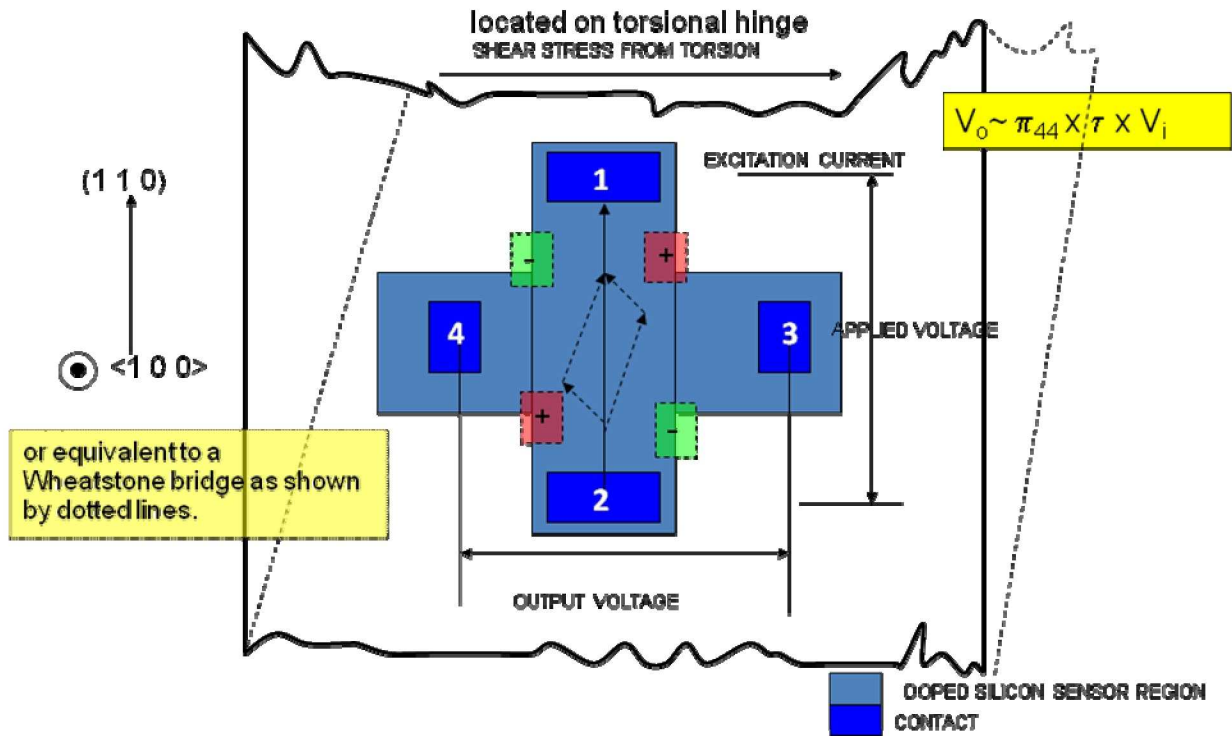 located on torsional hinge
SHEAR STRESS FROM TORSION
V₀~ π₄₄ x τ x Vᵢ
EXCITATION CURRENT
(1 1 0)
1
-
+
4
3
APPLIED VOLTAGE
<1 0 0>
+
-
or equivalent to a
Wheatstone bridge as shown
by dotted lines.
2
OUTPUT VOLTAGE
DOPED SILICON SENSOR REGION
CONTACT